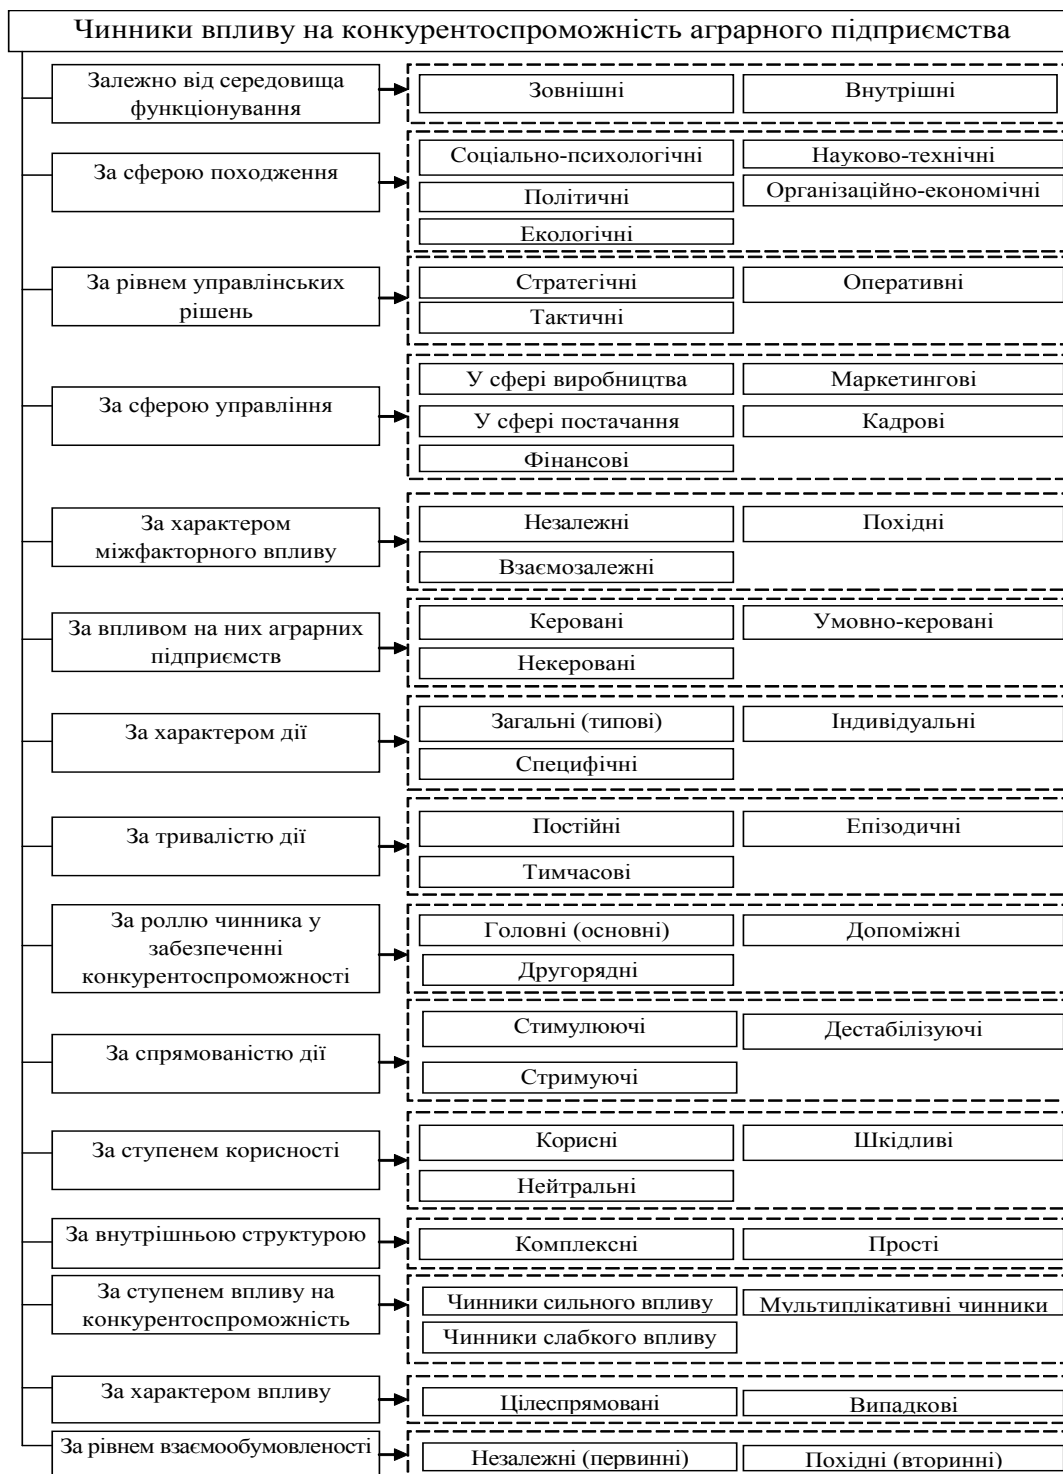 Чинники впливу на конкурентоспроможність аграрного підприємства
Залежно від середовища
функціонування
Зовнішні
Внутрішні
За сферою походження
Соціально-психологічні
Науково-технічні
Політичні
Організаційно-економічні
Екологічні
За рівнем управлінських
рішень
Стратегічні
Оперативні
Тактичні
За сферою управління
У сфері виробництва
Маркетингові
У сфері постачання
Кадрові
Фінансові
За характером
міжфакторного впливу
Незалежні
Похідні
Взаємозалежні
За впливом на них аграрних
підприємств
Керовані
Умовно-керовані
Некеровані
За характером дії
Загальні (типові)
Індивідуальні
Специфічні
За тривалістю дії
Постійні
Епізодичні
Тимчасові
За роллю чинника у
забезпеченні
конкурентоспроможності
Головні (основні)
Допоміжні
Другорядні
За спрямованістю дії
Стимулюючі
Дестабілізуючі
Стримуючі
За ступенем корисності
Корисні
Шкідливі
Нейтральні
За внутрішньою структурою
Комплексні
Прості
За ступенем впливу на
конкурентоспроможність
Чинники сильного впливу
Мультиплікативні чинники
Чинники слабкого впливу
За характером впливу
Цілеспрямовані
Випадкові
За рівнем взаємообумовленості
Незалежні (первинні)
Похідні (вторинні)